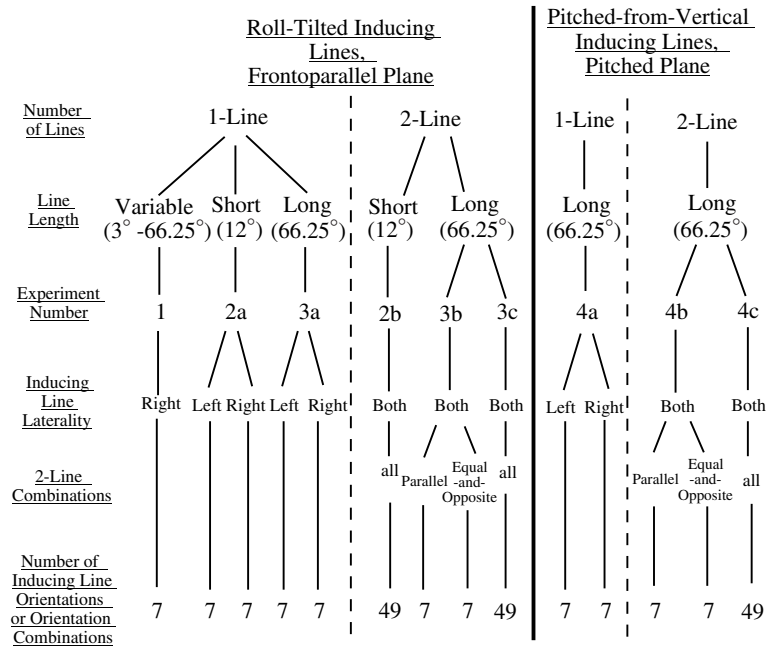 Roll-Tilted Inducing
Lines,
Frontoparallel Plane
Pitched-from-Vertical
Inducing Lines,
Pitched Plane
Number
of Lines
1-Line
2-Line
1-Line
2-Line
Line
Length
Variable
(3° -66.25°)
Short
(12°)
Long
(66.25°)
Short
(12°)
Long
(66.25°)
Long
(66.25°)
Long
(66.25°)
Experiment
Number
1 2a 3a 2b 3b 3c 4a 4b 4c
Inducing
Line
Laterality
Right Left Right Left Right Both Both Both Left Right Both Both
2-Line
Combinations
all
Parallel
Equal
-and-
Opposite
all
Parallel
Equal
-and-
Opposite
all
Number of
Inducing Line
Orientations
or Orientation
Combinations
7 7 7 7 7 49 7 7 49 7 7 7 7 49